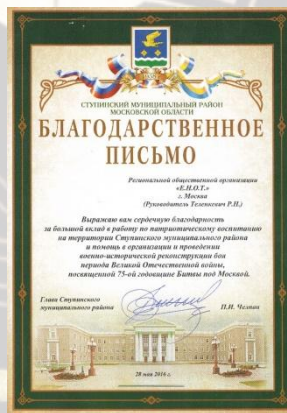 СТУПИНСКИЙ МУНИЦИПАЛЬНЫЙ РАЙОН
МОСКОВСКОЙ ОБЛАСТИ
БЛАГОДАРСТВЕННОЕ
ПИСЬМО
Региональной общественной организации
«Е.Н.О.Т.»
г. Москва
(Руководитель Теленкевич Р.П.)
Выражаю вам сердечную благодарность
за большой вклад в работу по патриотическому воспитанию
на территории Ступинского муниципального района
и помощь в организации и проведении
военно-исторической реконструкции боя
периода Великой Отечественной войны,
посвященной 75-ой годовщине Битвы под Москвой.
Глава Ступинского
муниципального района
П.И. Челпан
28 мая 2016 г.